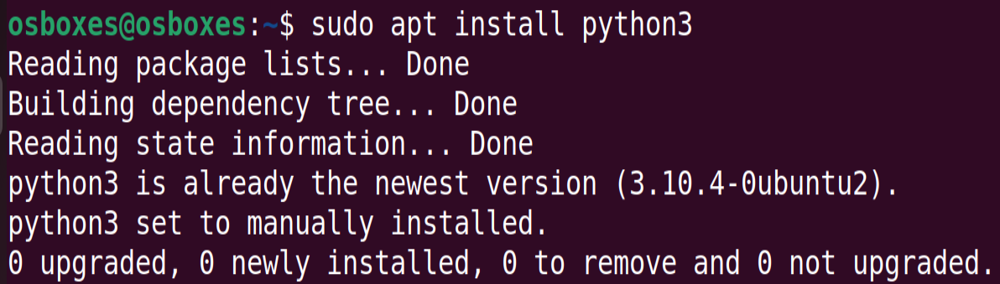 osboxes@osboxes:~$ sudo apt install python3
Reading package lists... Done
Building dependency tree... Done
Reading state information... Done
python3 is already the newest version (3.10.4-0ubuntu2).
python3 set to manually installed.
0 upgraded, 0 newly installed, 0 to remove and 0 not upgraded.